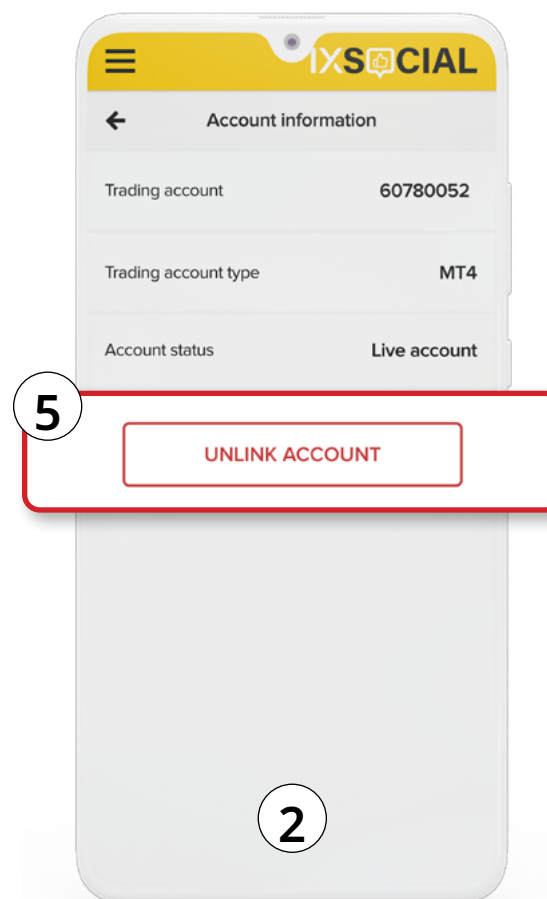 IXSOCIAL
Account information
Trading account 60780052
Trading account type MT4
Account status Live account
5
UNLINK ACCOUNT
2